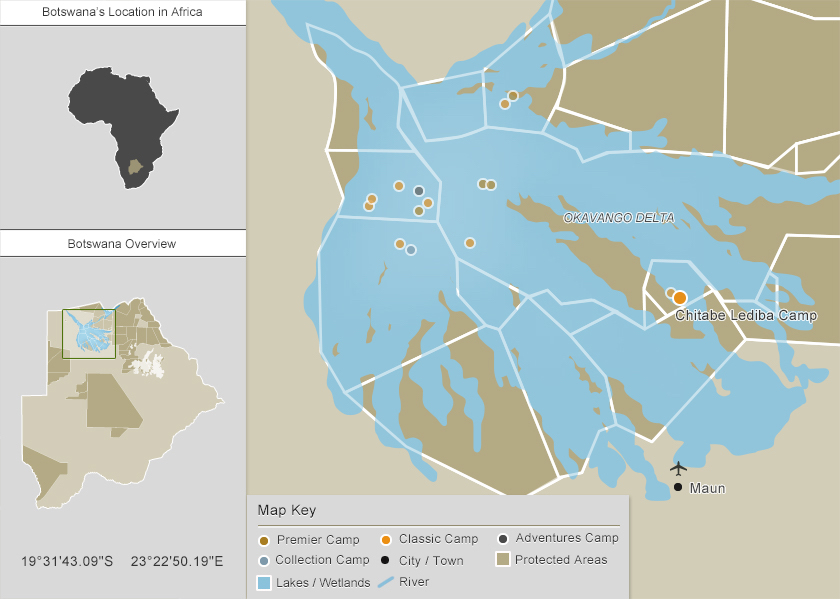 Botswana's Location in Africa
Botswana Overview
19°31'43.09"S 23°22'50.19"E
OKAVANGO DELTA
Chitabe Lediba Camp
Maun
Map Key
Premier Camp
Classic Camp
Adventures Camp
Collection Camp
City / Town
Protected Areas
Lakes / Wetlands
River